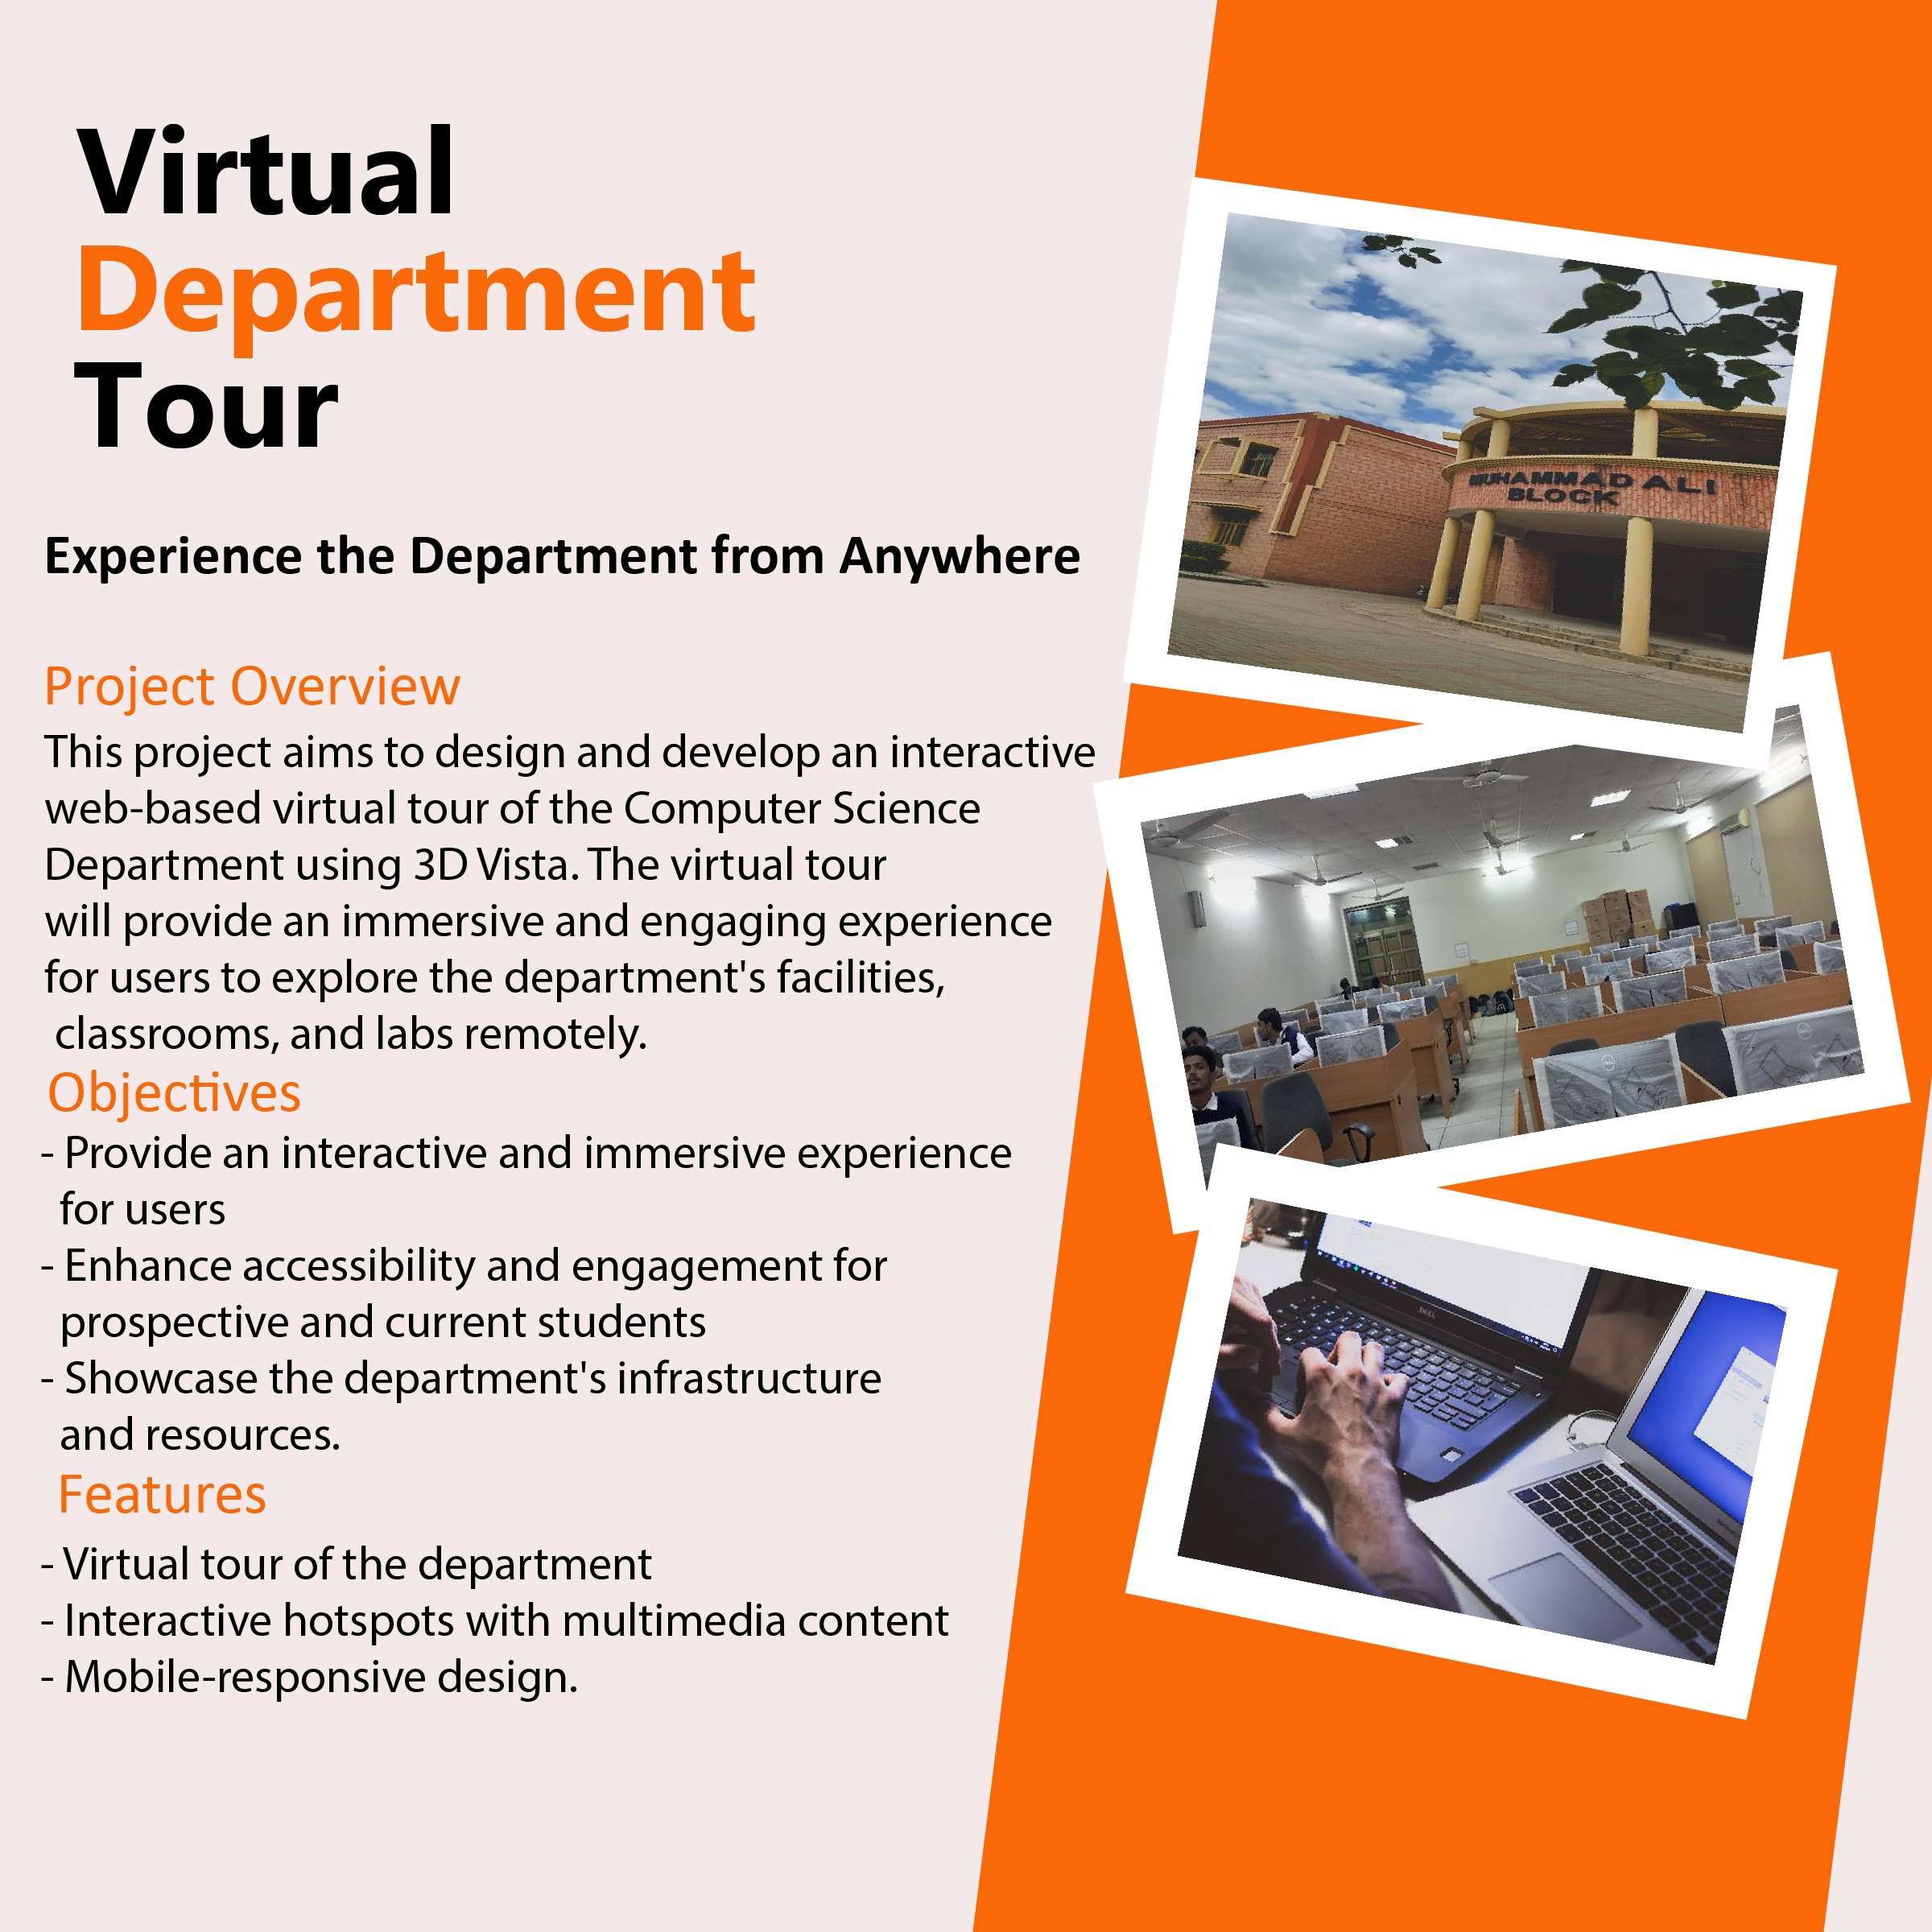 Virtual
Department
Tour
Experience the Department from Anywhere
Project Overview
This project aims to design and develop an interactive
web-based virtual tour of the Computer Science
Department using 3D Vista. The virtual tour
will provide an immersive and engaging experience
for users to explore the department's facilities,
classrooms, and labs remotely.
Objectives
- Provide an interactive and immersive experience
for users
- Enhance accessibility and engagement for
prospective and current students
- Showcase the department's infrastructure
and resources.
Features
- Virtual tour of the department
- Interactive hotspots with multimedia content
- Mobile-responsive design.
MUHAMMAD ALI
BLOCK
DELL